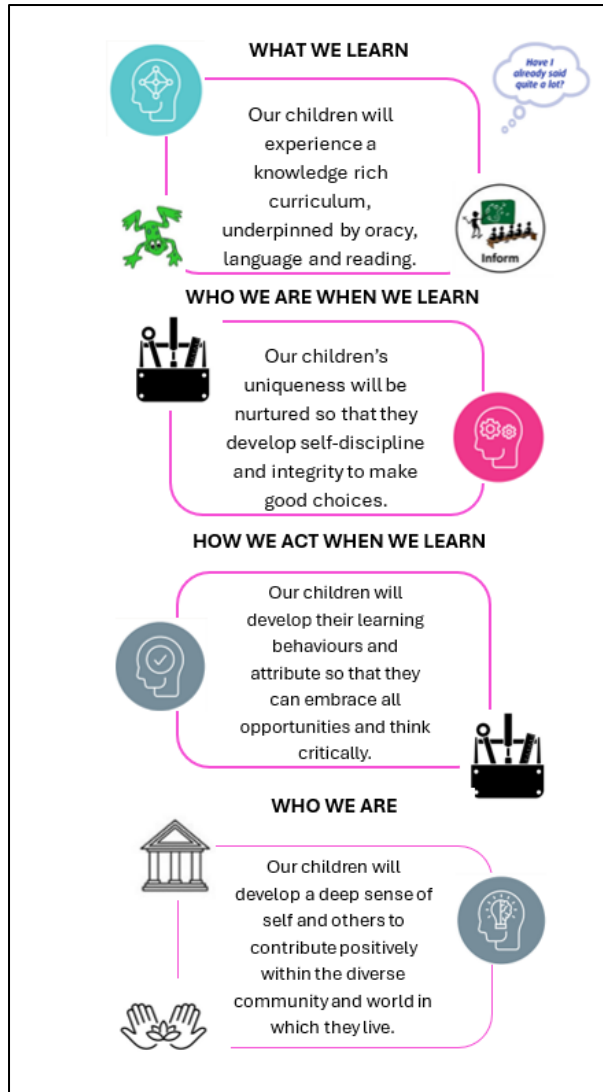 WHAT WE LEARN
Have I
already said
quite a lot?
Our children will
experience a
knowledge rich
curriculum,
underpinned by oracy,
language and reading.
Inform
WHO WE ARE WHEN WE LEARN
Our children's
uniqueness will be
nurtured so that they
develop self-discipline
and integrity to make
good choices.
HOW WE ACT WHEN WE LEARN
Our children will
develop their learning
behaviours and
attribute so that they
can embrace all
opportunities and think
critically.
WHO WE ARE
Our children will
develop a deep sense of
self and others to
contribute positively
within the diverse
community and world in
which they live.